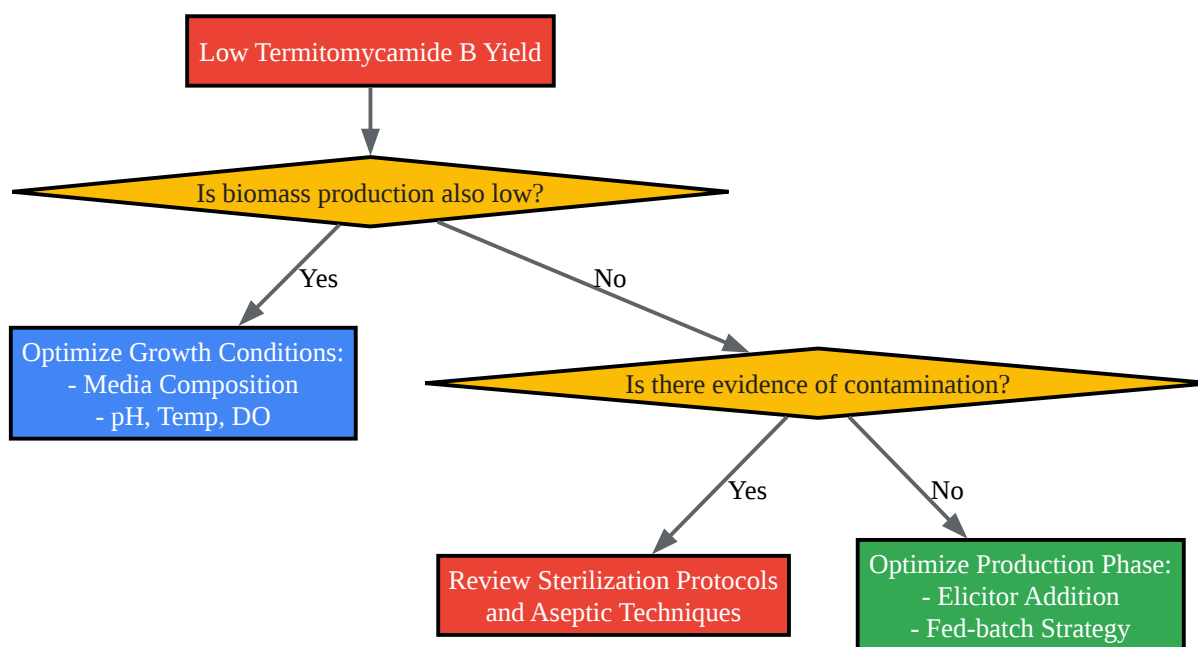 Low Termitomycamide B Yield
Is biomass production also low?
Yes
No
Optimize Growth Conditions:
- Media Composition
- pH, Temp, DO
Is there evidence of contamination?
Yes
No
Review Sterilization Protocols
and Aseptic Techniques
Optimize Production Phase:
- Elicitor Addition
- Fed-batch Strategy